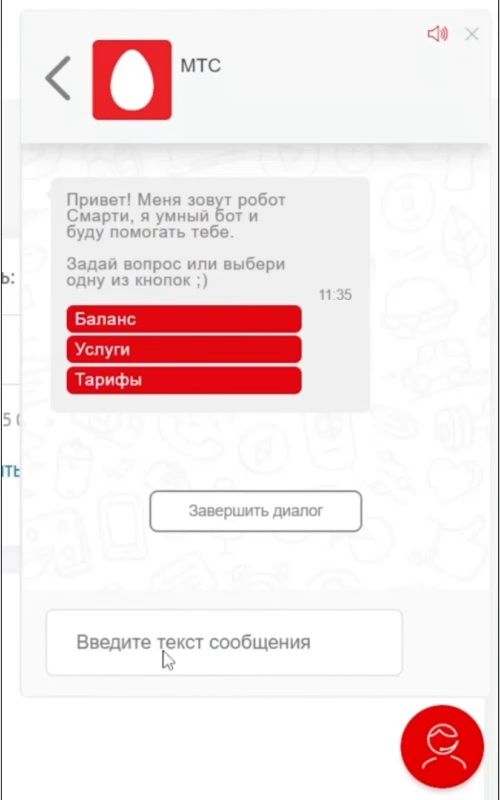 МТС
Привет! Меня зовут робот
Смарти, я умный бот и
буду помогать тебе.
Задай вопрос или выбери
одну из кнопок ;)
11:35
Баланс
Услуги
Тарифы
Завершить диалог
Введите текст сообщения